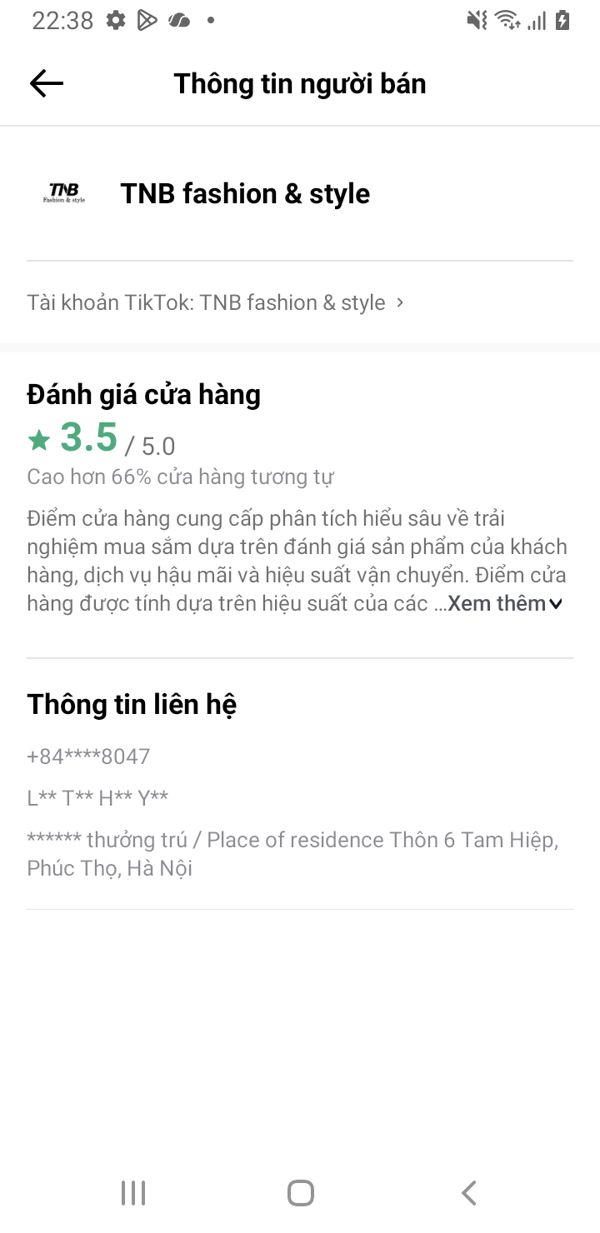 22:38
Thông tin người bán
TNB
Fashion & style
TNB fashion & style
Tài khoản TikTok: TNB fashion & style >
Đánh giá cửa hàng
3.5 / 5.0
Cao hơn 66% cửa hàng tương tự
Điểm cửa hàng cung cấp phân tích hiểu sâu về trải
nghiệm mua sắm dựa trên đánh giá sản phẩm của khách
hàng, dịch vụ hậu mãi và hiệu suất vận chuyển. Điểm cửa
hàng được tính dựa trên hiệu suất của các ...Xem thêm
Thông tin liên hệ
+84****8047
L** T** H** Y**
****** thưởng trú / Place of residence Thôn 6 Tam Hiệp,
Phúc Thọ, Hà Nội